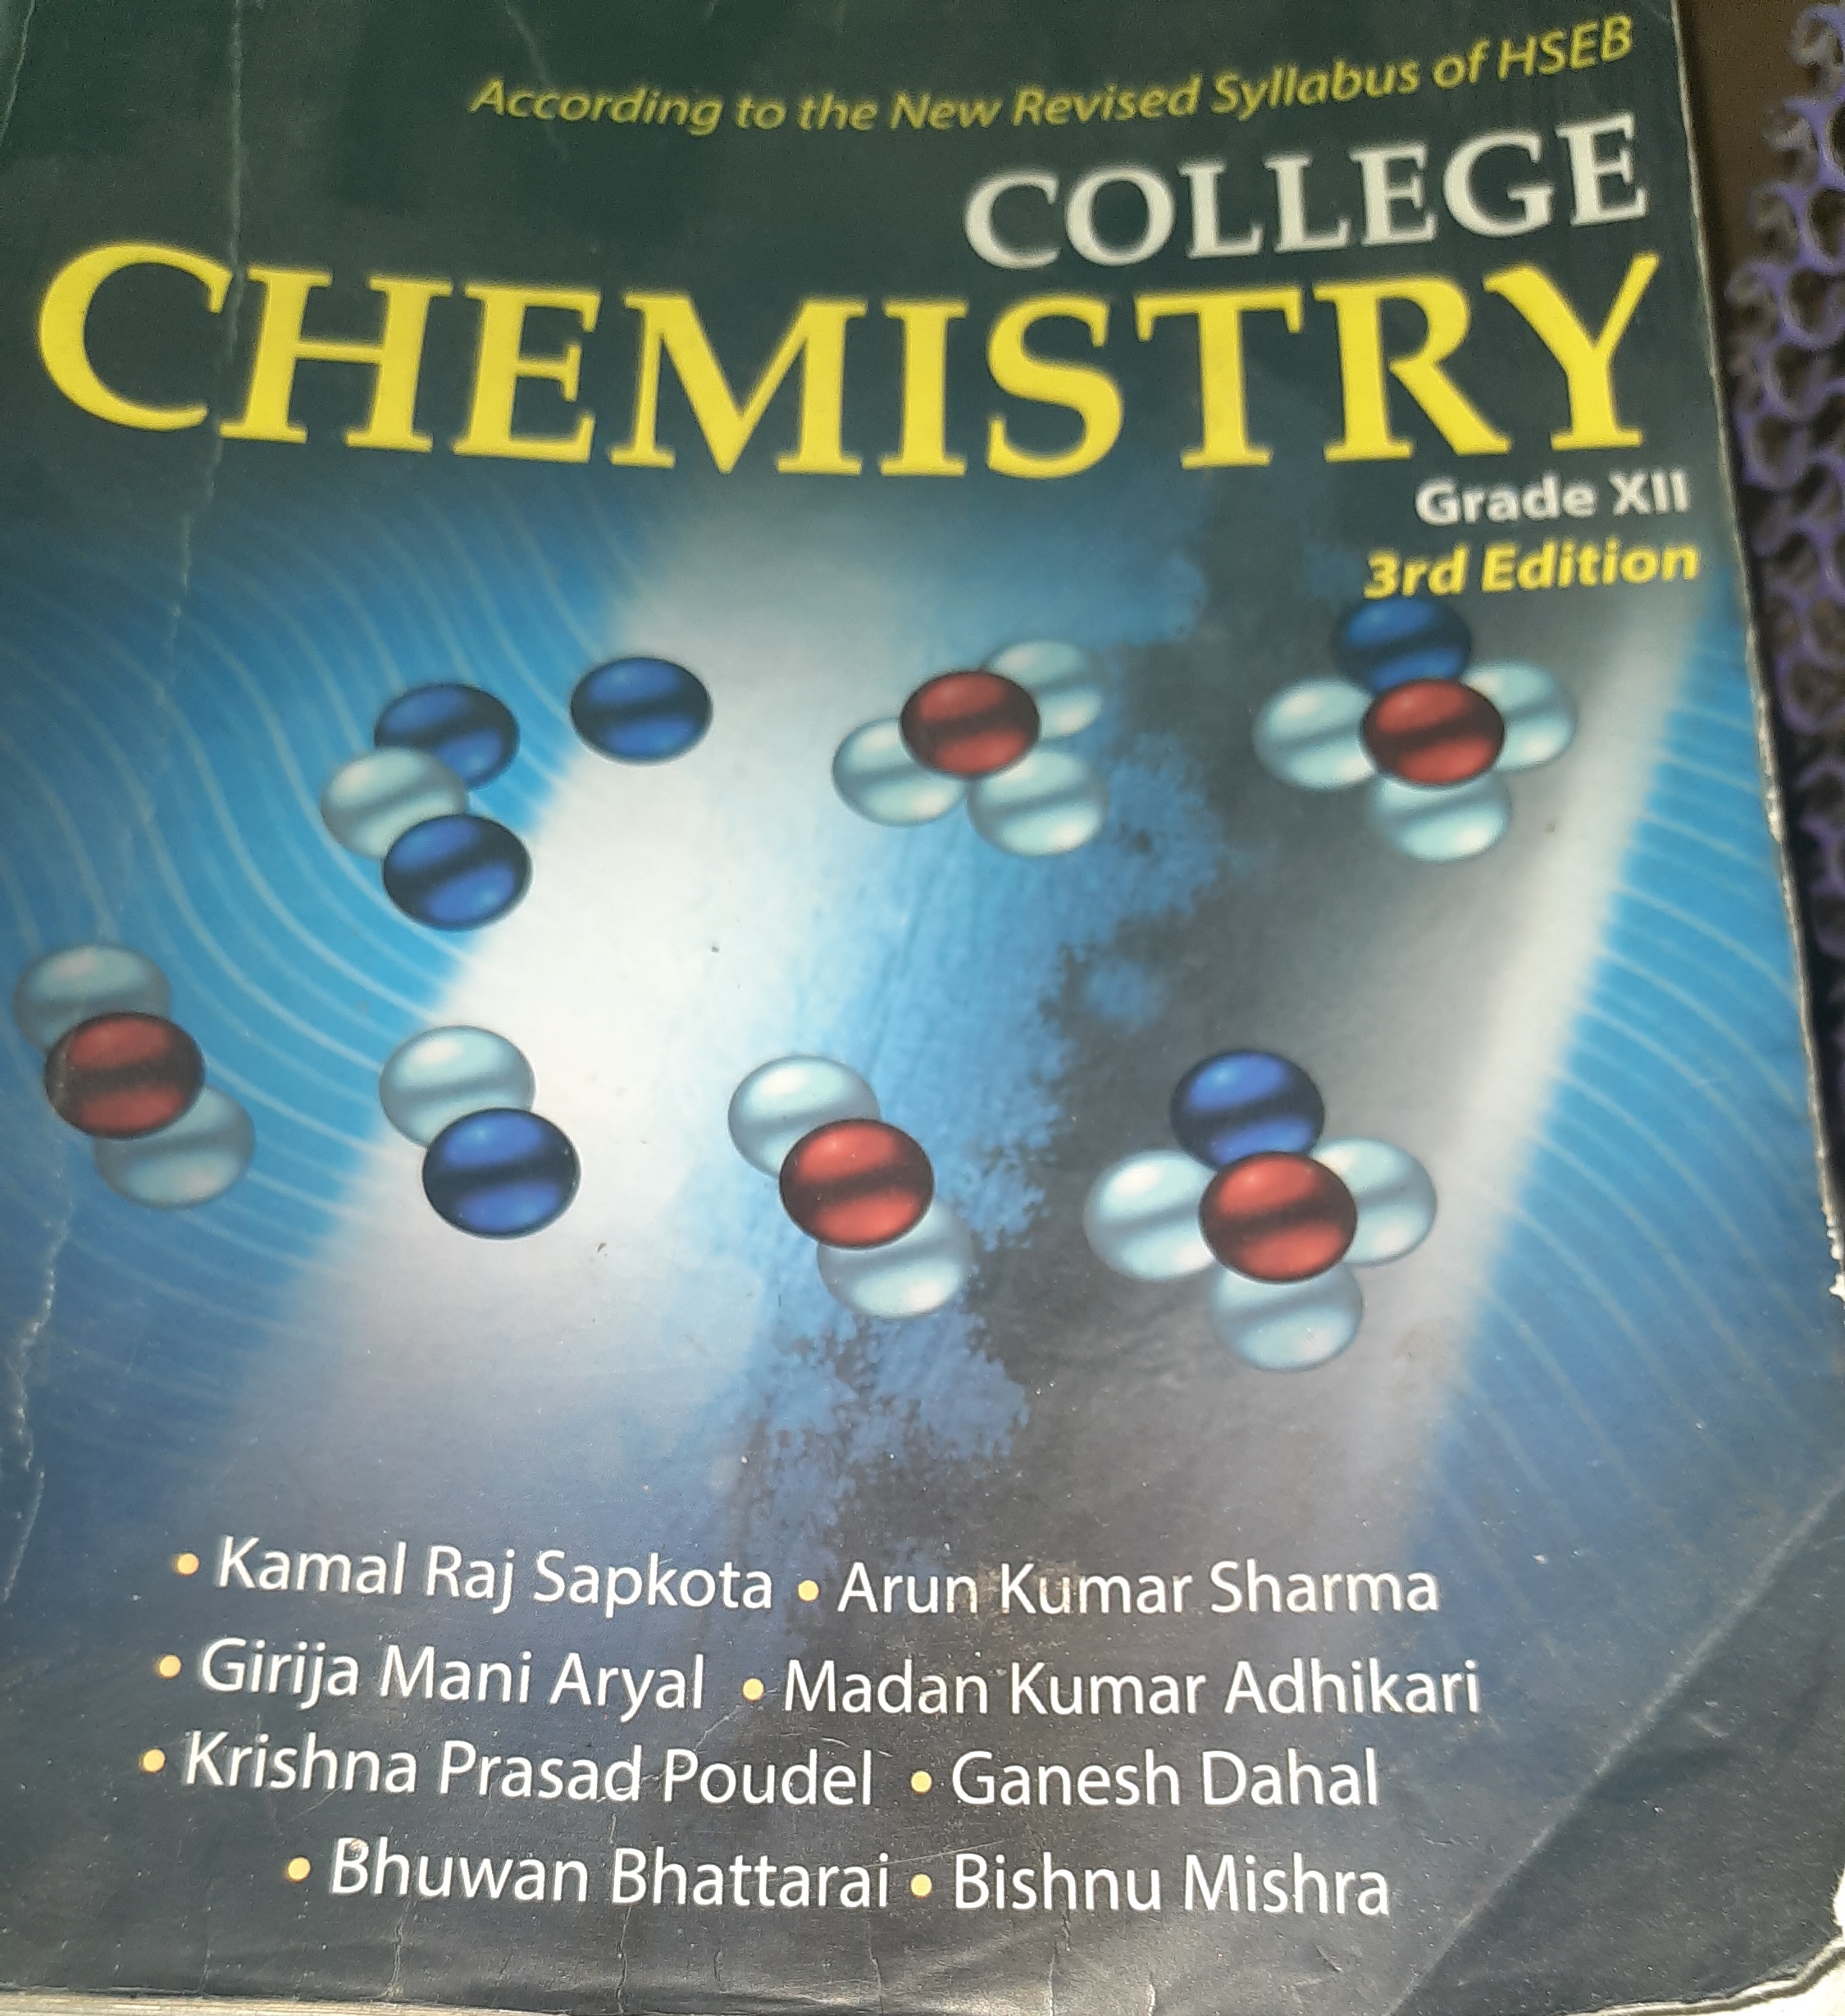 According to the New Revised Syllabus of HSEB
COLLEGE
CHEMISTRY
Grade XII
3rd Edition
• Kamal Raj Sapkota • Arun Kumar Sharma
• Girija Mani Aryal • Madan Kumar Adhikari
• Krishna Prasad Poudel • Ganesh Dahal
• Bhuwan Bhattarai • Bishnu Mishra